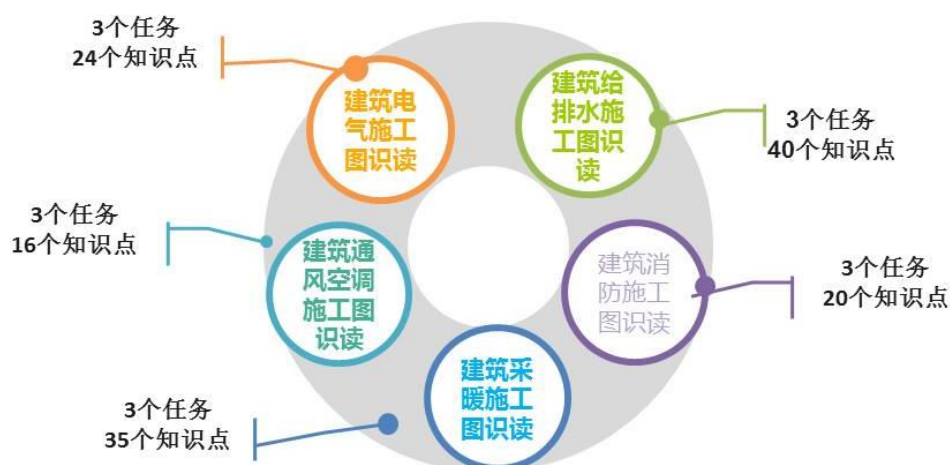 3个任务
24个知识点
建筑电
气施工
图识读
建筑给
排水施
工图识
读
3个任务
40个知识点
3个任务
16个知识点
建筑通
风空调
施工图
识读
建筑消
防施工
图识读
3个任务
20个知识点
建筑采
暖施工
图识读
3个任务
35个知识点